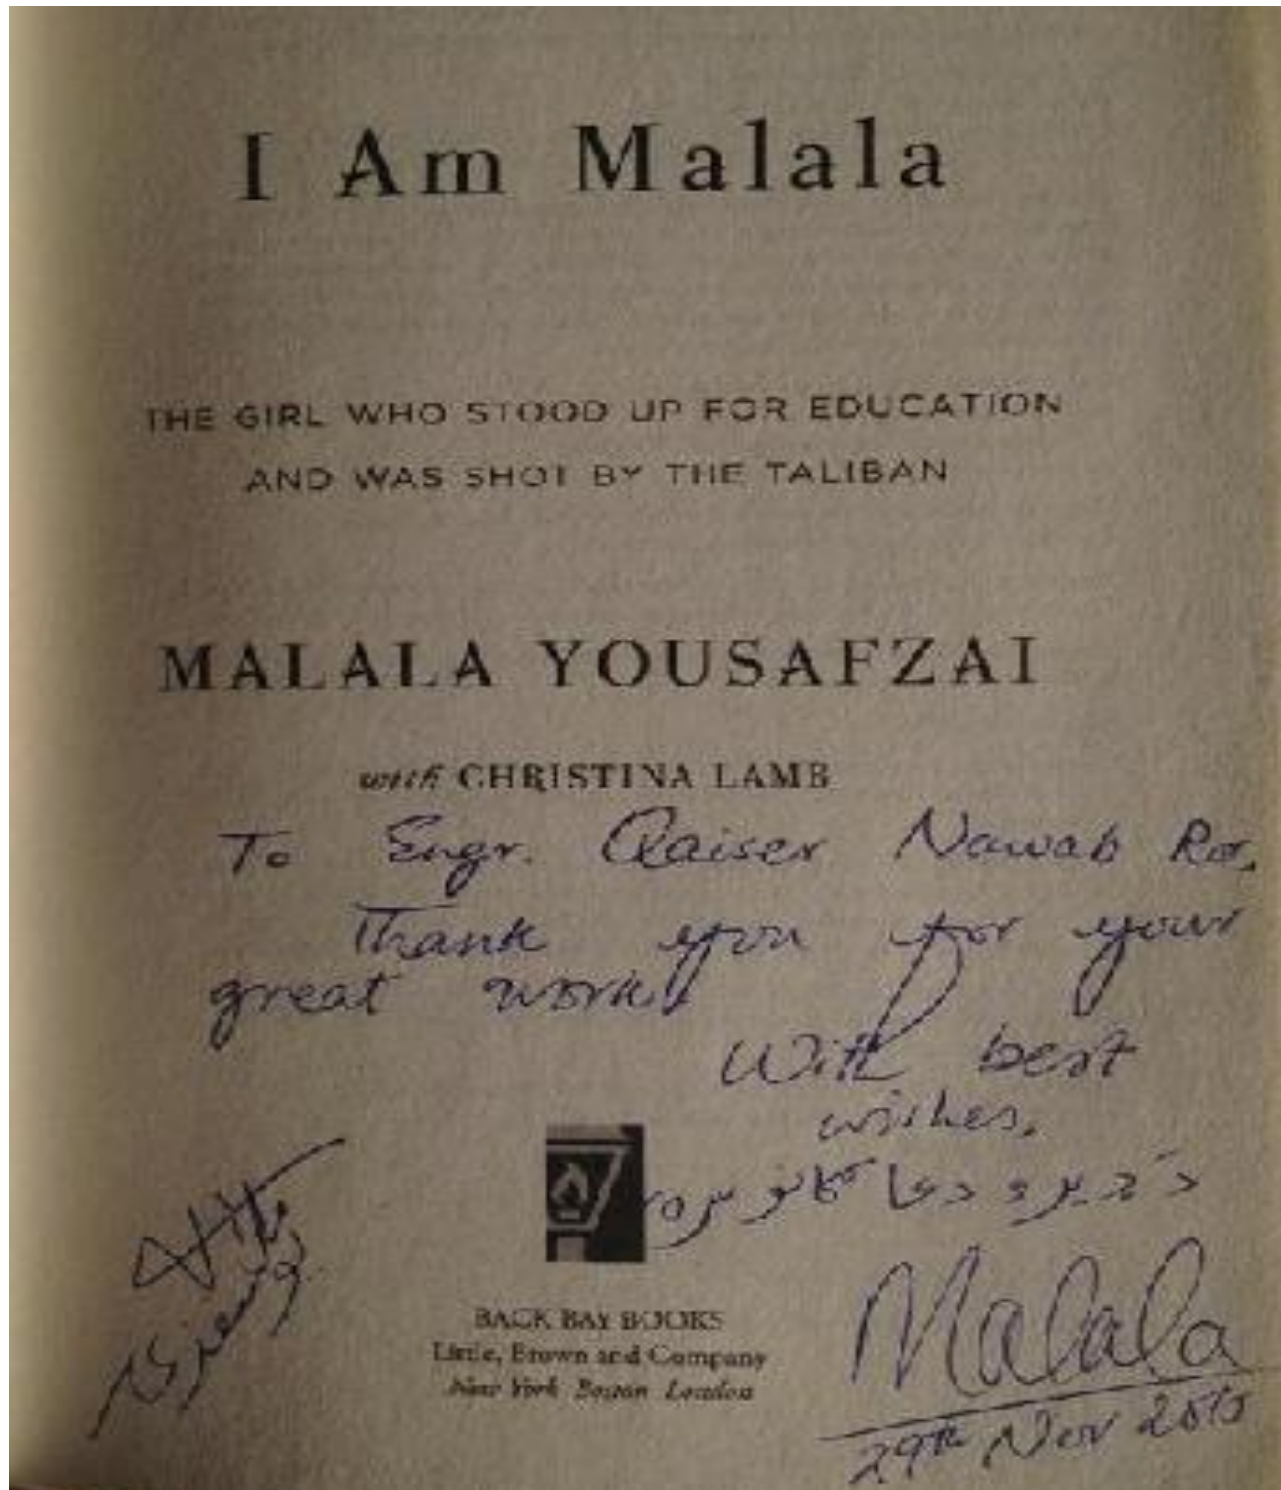 I Am Malala
THE GIRL WHO STOOD UP FOR EDUCATION
AND WAS SHOT BY THE TALIBAN
MALALA YOUSAFZAI
with CHRISTINA LAMB
To Engr. Qaiser Nawab
Thank you for your
great work
With best
wishes,
BACK BAY BOOKS
Little, Brown and Company
New York Boston London
Malala
29th Nov